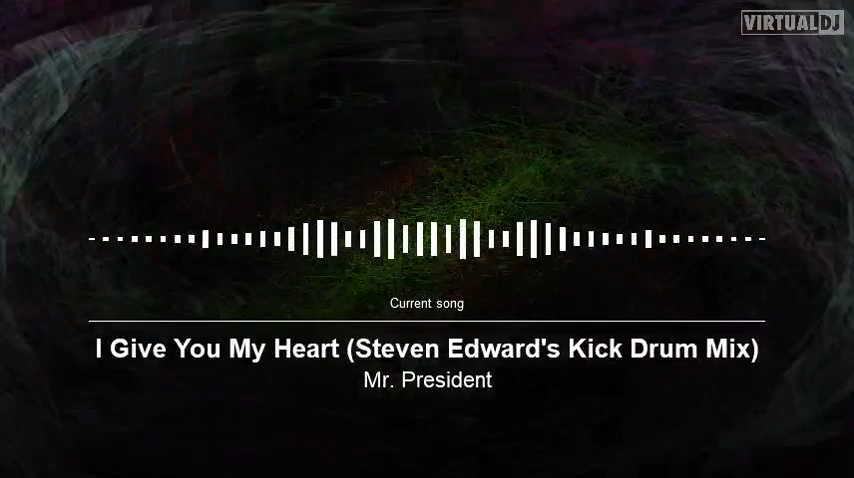 VIRTUALDJ
Current song
I Give You My Heart (Steven Edward's Kick Drum Mix)
Mr. President